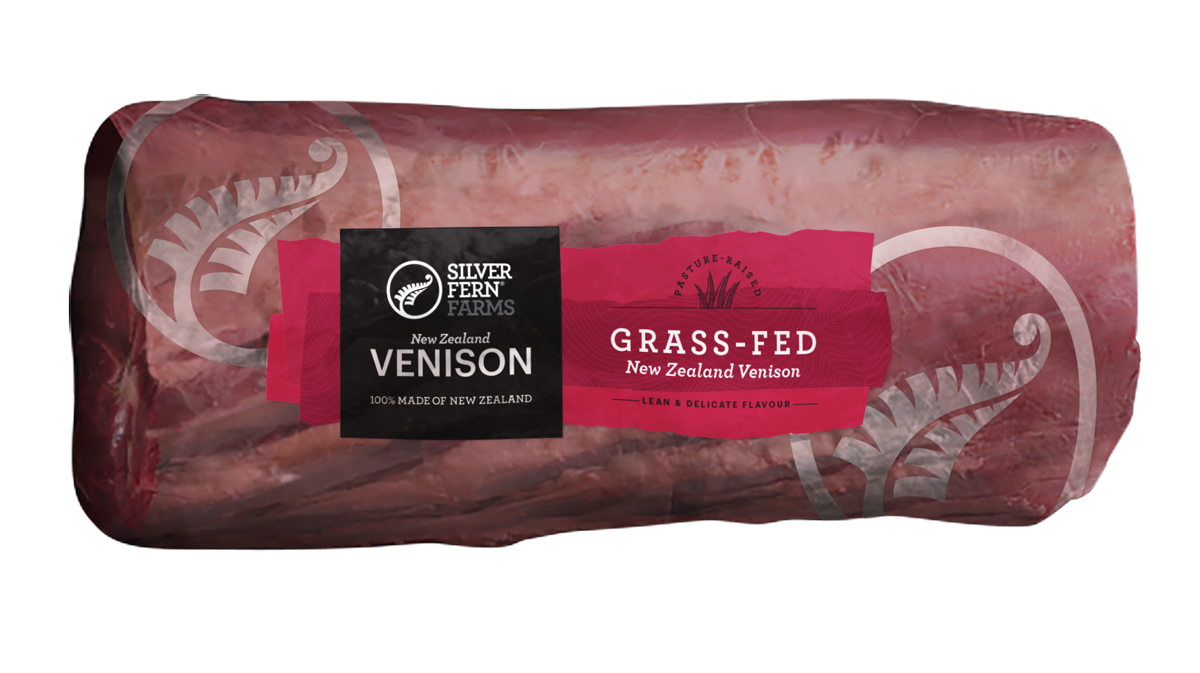 SILVER
FERN®
FARMS
New Zealand
VENISON
100% MADE OF NEW ZEALAND
PASTURE-RAISED
GRASS-FED
New Zealand Venison
LEAN & DELICATE FLAVOUR